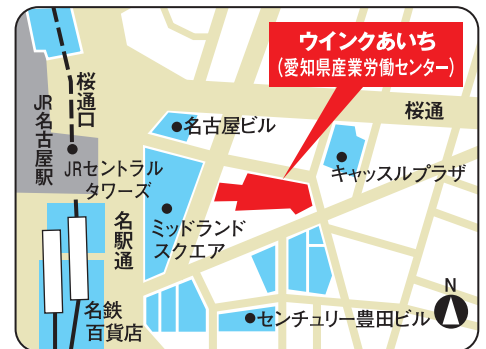 ウインクあいち
(愛知県産業労働センター)
桜通口
JR名古屋駅
桜通
名古屋ビル
JRセントラル
タワーズ
キャッスルプラザ
名駅通
ミッドランド
スクエア
名鉄
百貨店
センチュリー豊田ビル
N